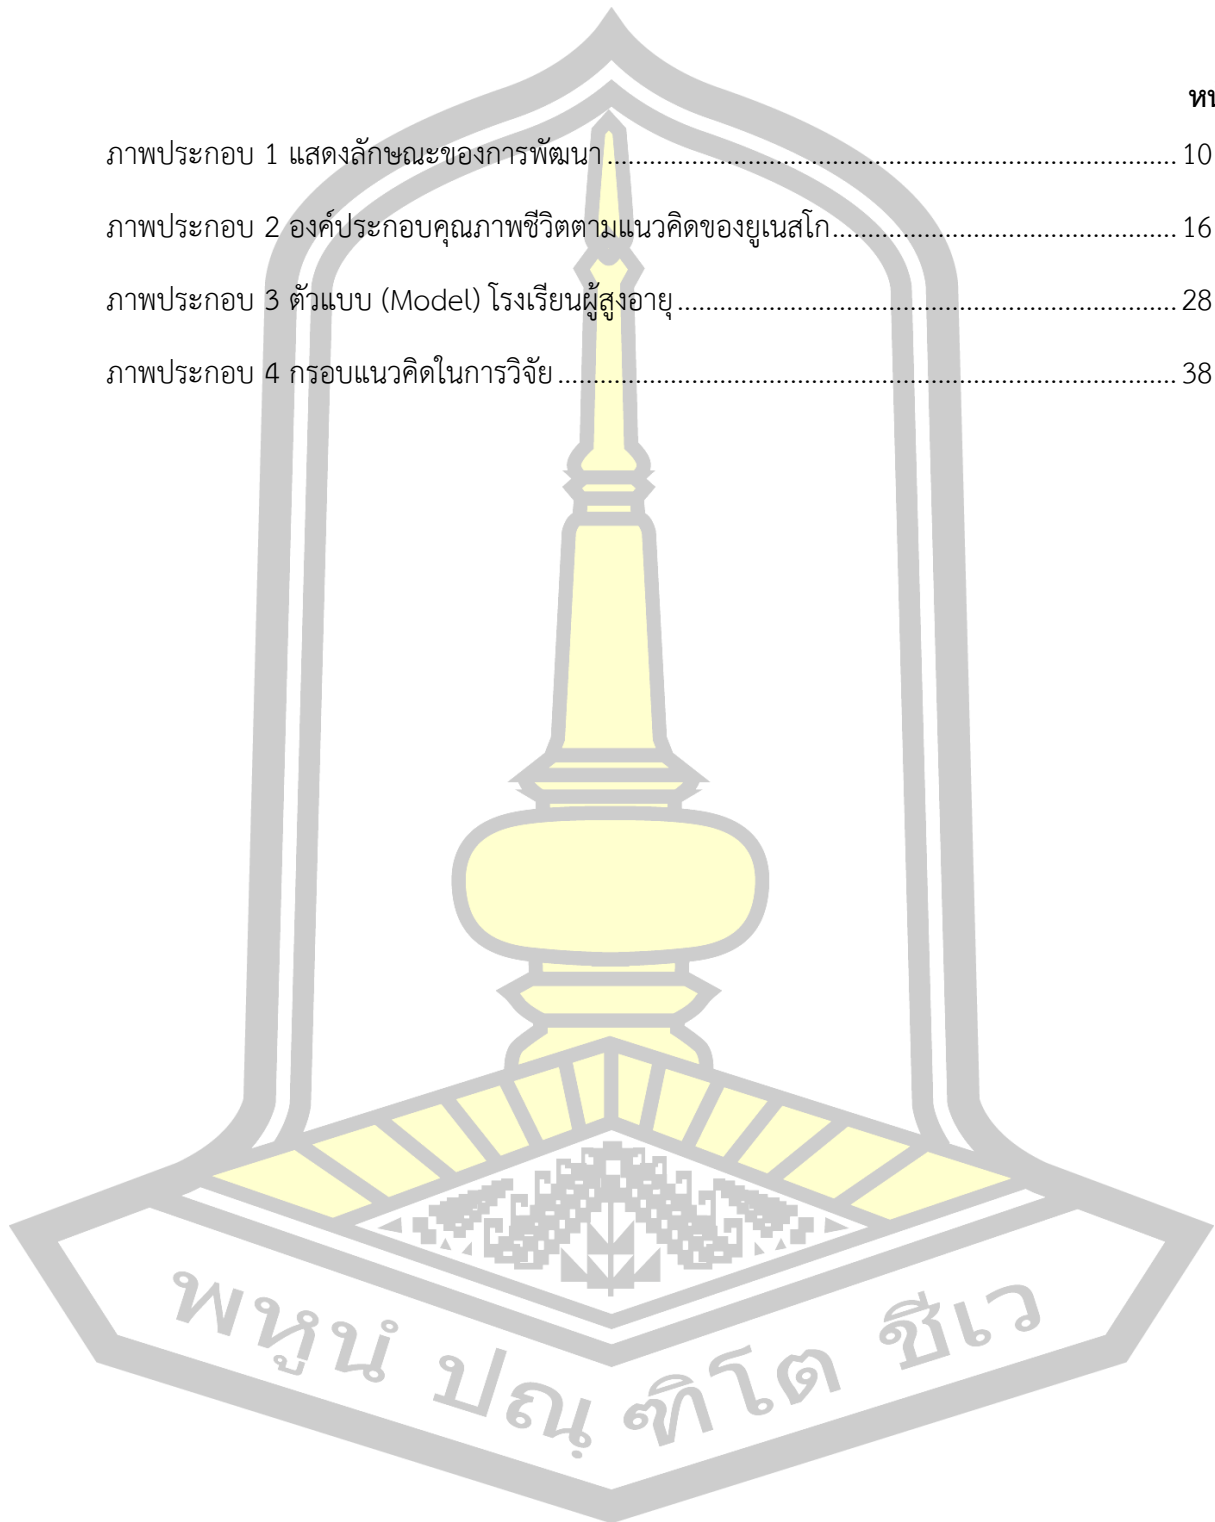 ภาพประกอบ 1 แสดงลักษณะของการพัฒนา .......... 10
ภาพประกอบ 2 องค์ประกอบคุณภาพชีวิตตามแนวคิดของยูเนสโก .......... 16
ภาพประกอบ 3 ตัวแบบ (Model) โรงเรียนผู้สูงอายุ .......... 28
ภาพประกอบ 4 กรอบแนวคิดในการวิจัย .......... 38
พหูนํ ปณฺฑิโต ชีเว